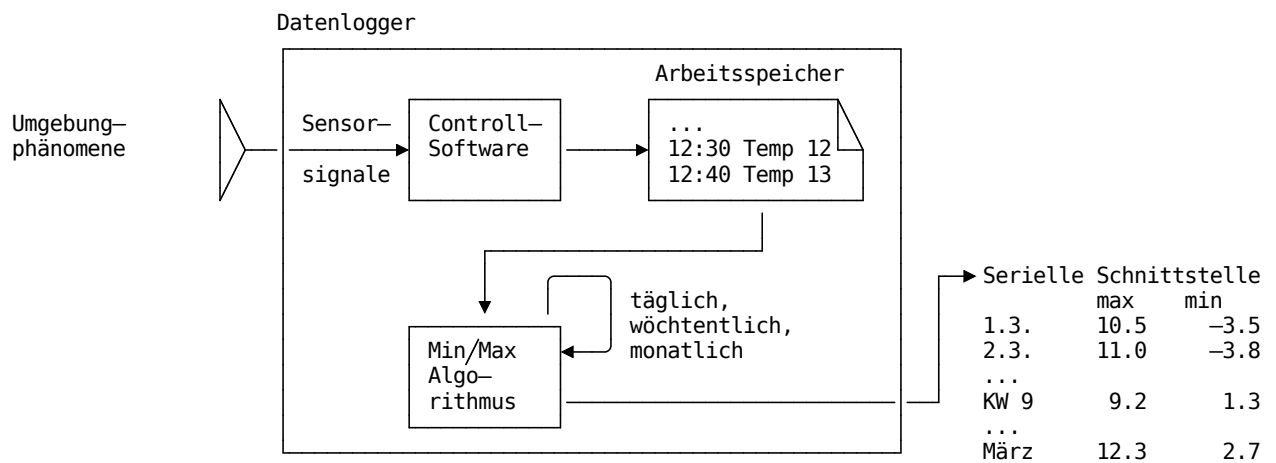 Datenlogger
Arbeitsspeicher
Umgebung–
phänomene
Sensor–
signale
Controll–
Software
...
12:30 Temp 12
12:40 Temp 13
täglich,
wöchtentlich,
monatlich
Min/Max
Algo–
rithmus
Serielle Schnittstelle
max min
1.3. 10.5 –3.5
2.3. 11.0 –3.8
...
KW 9 9.2 1.3
...
März 12.3 2.7